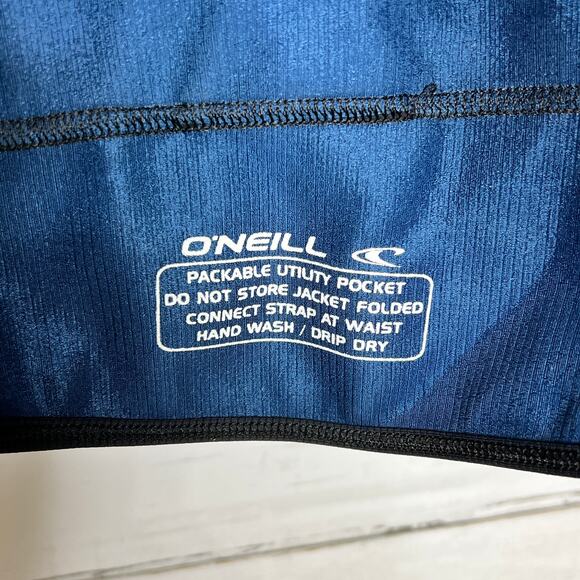 O'NEILL
PACKABLE UTILITY POCKET
DO NOT STORE JACKET FOLDED
CONNECT STRAP AT WAIST
HAND WASH / DRIP DRY